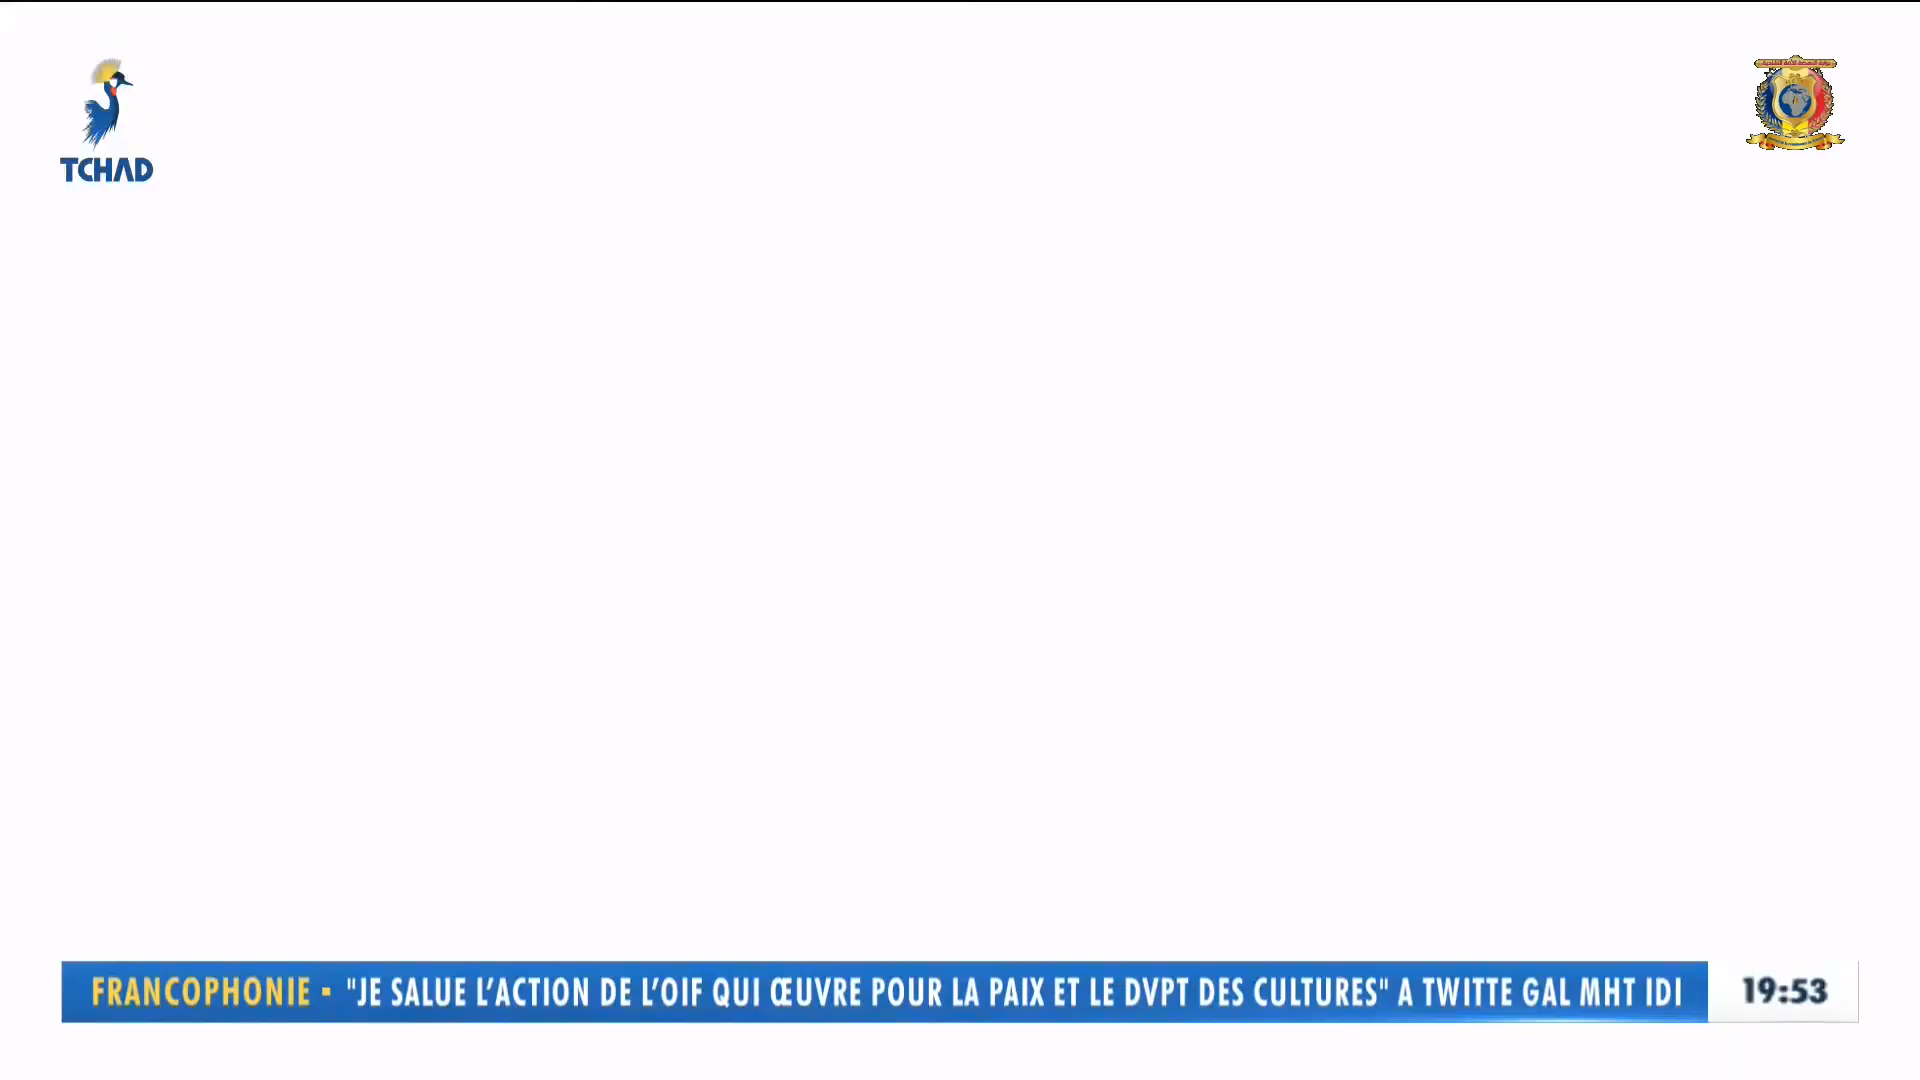 TCHAD
FRANCOPHONIE ▪ "JE SALUE L'ACTION DE L'OIF QUI ŒUVRE POUR LA PAIX ET LE DVPT DES CULTURES" A TWITTE GAL MHT IDI
19:53